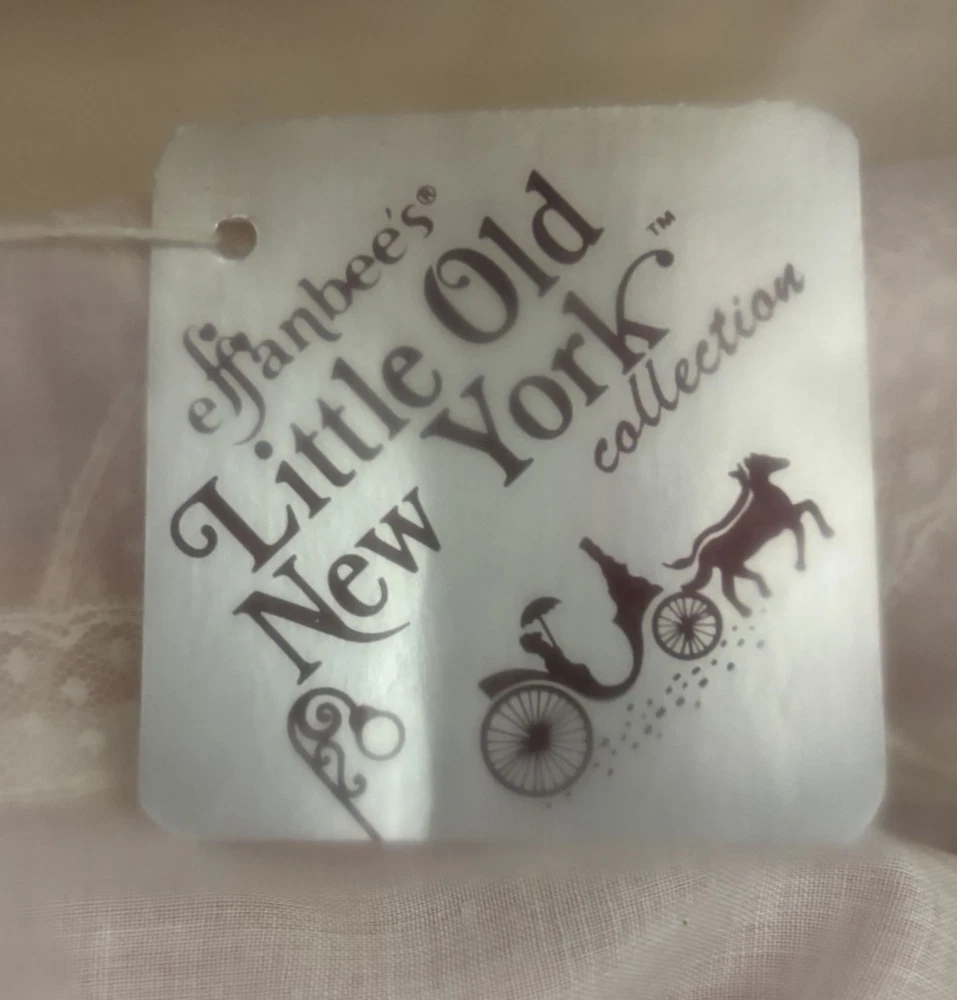 effanbee's®
Little Old
New York™
collection